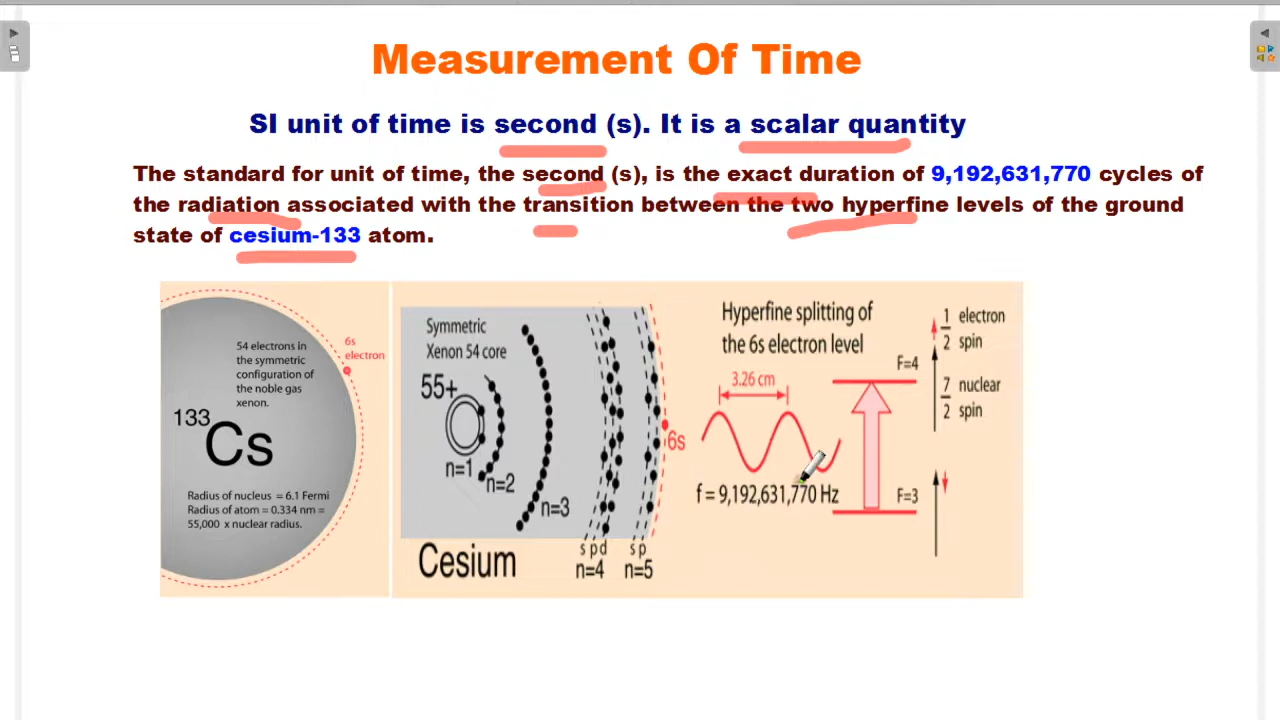 Measurement Of Time
SI unit of time is second (s). It is a scalar quantity
The standard for unit of time, the second (s), is the exact duration of 9,192,631,770 cycles of
the radiation associated with the transition between the two hyperfine levels of the ground
state of cesium-133 atom.
54 electrons in
the symmetric
configuration of
the noble gas
xenon.
6s
electron
133
Cs
Radius of nucleus = 6.1 Fermi
Radius of atom = 0.334 nm =
55,000 x nuclear radius.
Symmetric
Xenon 54 core
55+
n=1
n=2
n=3
s p d
n=4
s p
n=5
6s
Cesium
Hyperfine splitting of
the 6s electron level
3.26 cm
f = 9,192,631,770 Hz
F=4
F=3
1/2 electron spin
7/2 nuclear spin